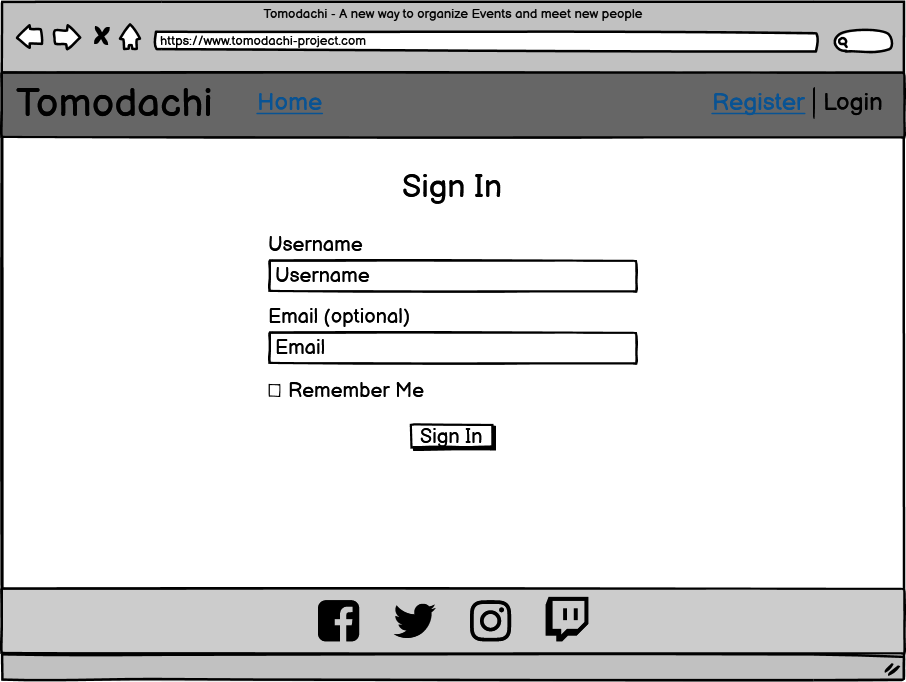 Tomodachi - A new way to organize Events and meet new people
https://www.tomodachi-project.com
Tomodachi Home Register | Login
Sign In
Username
Username
Email (optional)
Email
Remember Me
Sign In